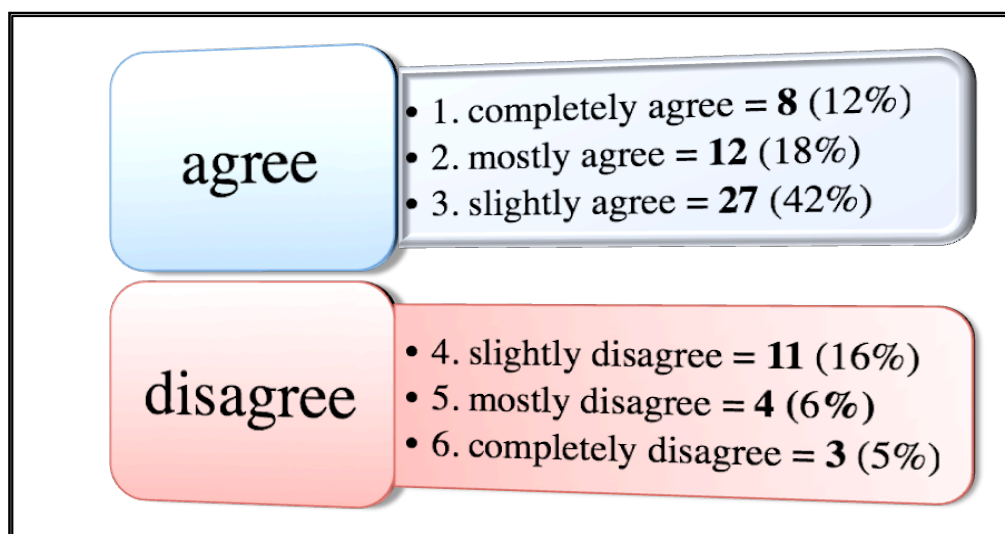 agree
• 1. completely agree = 8 (12%)
• 2. mostly agree = 12 (18%)
• 3. slightly agree = 27 (42%)
disagree
• 4. slightly disagree = 11 (16%)
• 5. mostly disagree = 4 (6%)
• 6. completely disagree = 3 (5%)